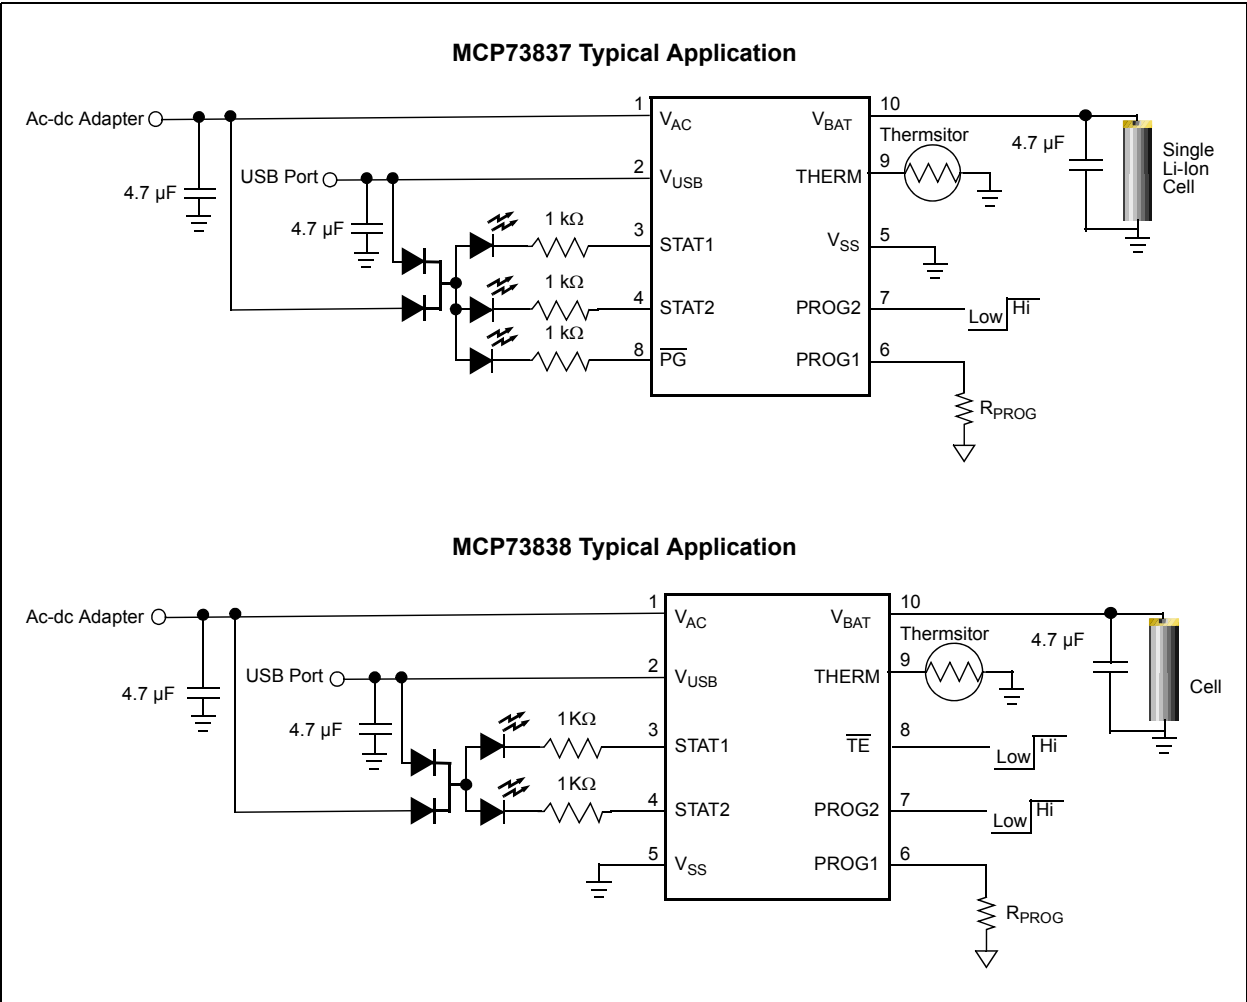 MCP73837 Typical Application
Ac-dc Adapter
4.7 µF
USB Port
4.7 µF
1 kΩ
1 kΩ
1 kΩ
1
2
3
4
8
VAC
VUSB
STAT1
STAT2
PG
VBAT
THERM
VSS
PROG2
PROG1
10
9
5
7
6
Thermsitor
4.7 µF
Single
Li-Ion
Cell
Low
Hi
RPROG
MCP73838 Typical Application
Ac-dc Adapter
4.7 µF
USB Port
4.7 µF
1KΩ
1KΩ
1
2
3
4
5
VAC
VUSB
STAT1
STAT2
VSS
VBAT
THERM
TE
PROG2
PROG1
10
9
8
7
6
Thermsitor
4.7 µF
Cell
Low
Hi
Low
Hi
RPROG